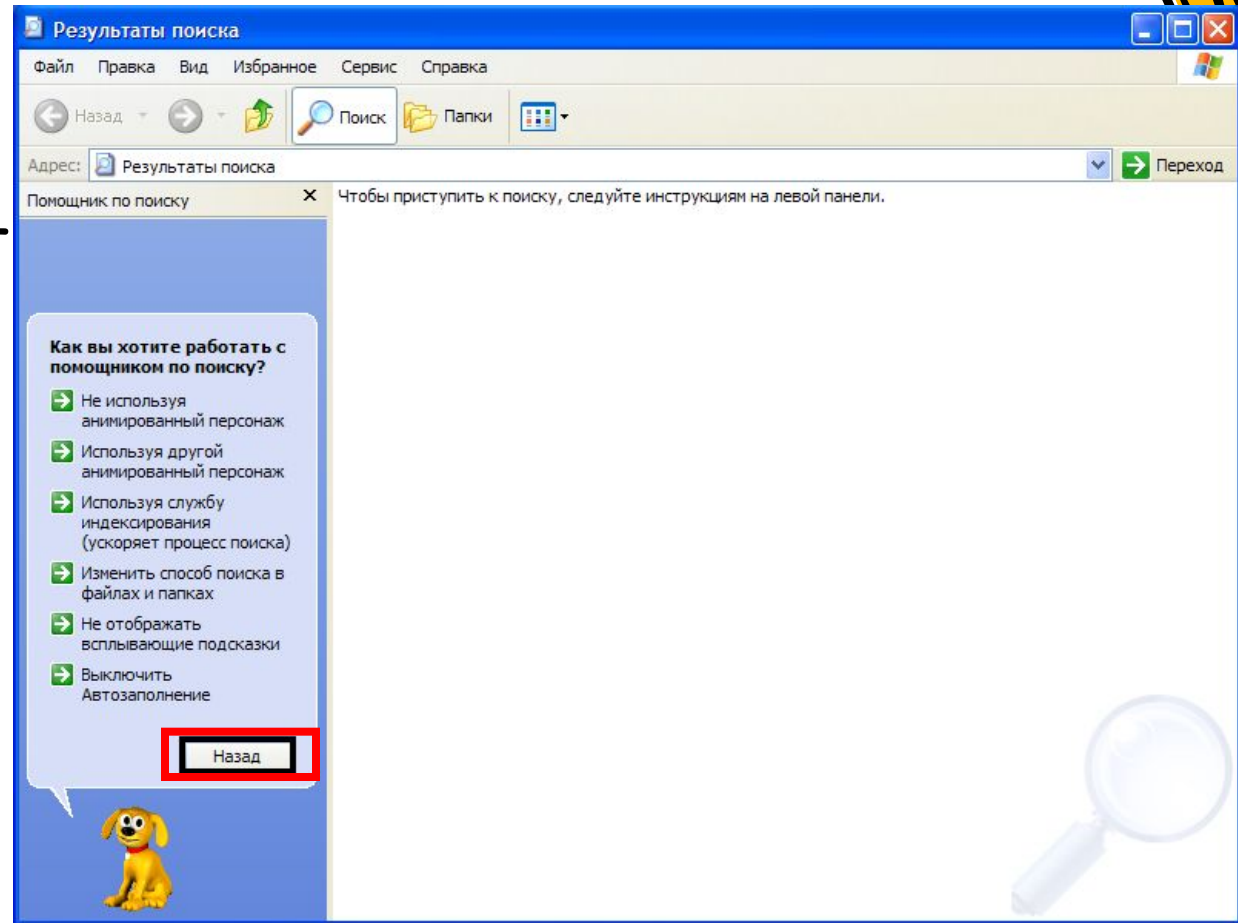 Результаты поиска
Файл Правка Вид Избранное Сервис Справка
Назад Поиск Папки
Адрес: Результаты поиска Переход
Помощник по поиску
Чтобы приступить к поиску, следуйте инструкциям на левой панели.
Как вы хотите работать с
помощником по поиску?
Не используя
анимированный персонаж
Используя другой
анимированный персонаж
Используя службу
индексирования
(ускоряет процесс поиска)
Изменить способ поиска в
файлах и папках
Не отображать
всплывающие подсказки
Выключить
Автозаполнение
Назад